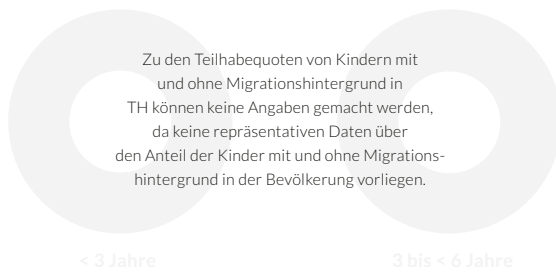 Zu den Teilhabequoten von Kindern mit
und ohne Migrationshintergrund in
TH können keine Angaben gemacht werden,
da keine repräsentativen Daten über
den Anteil der Kinder mit und ohne Migrations-
hintergrund in der Bevölkerung vorliegen.
< 3 Jahre
3 bis < 6 Jahre